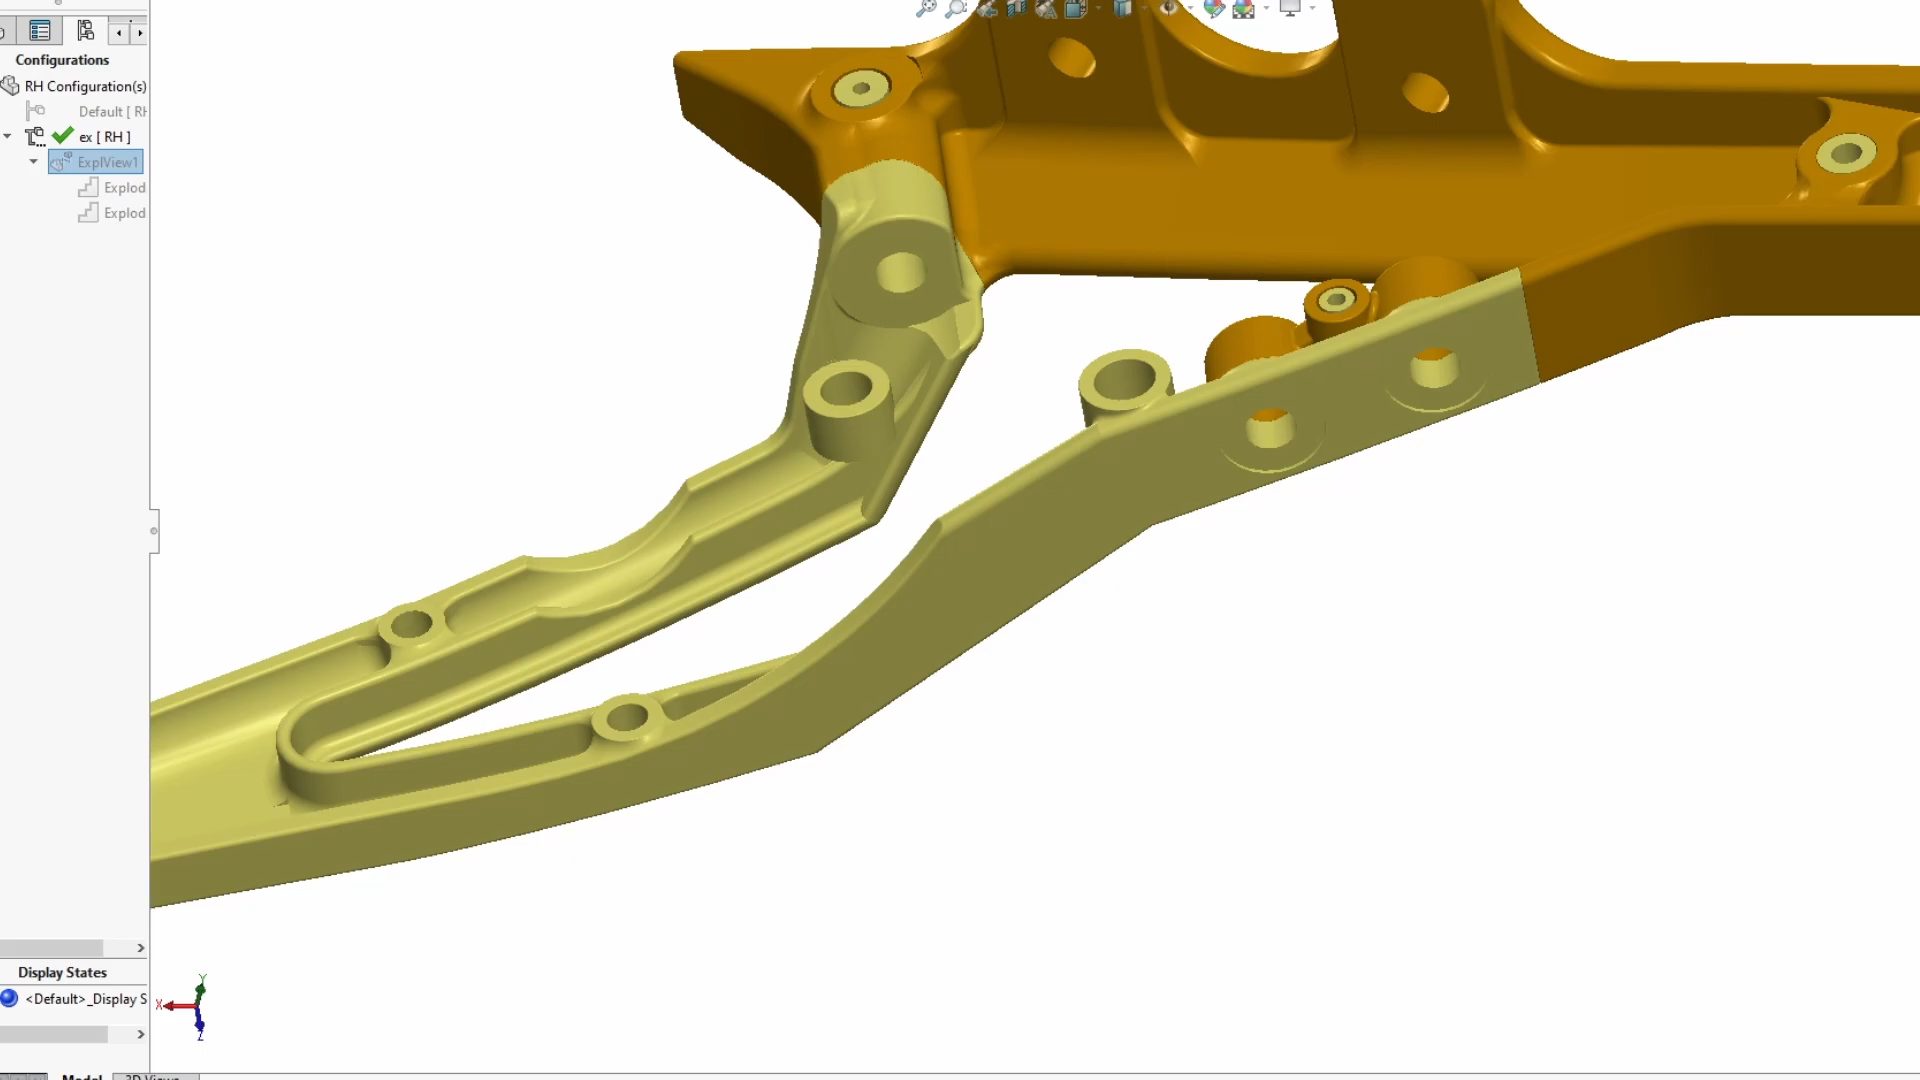 Configurations
RH Configuration(s)
Default [ RH
ex [ RH ]
ExplView1
Explod
Explod
Display States
<Default>_Display S
Y
X
Z
Model
3D Views